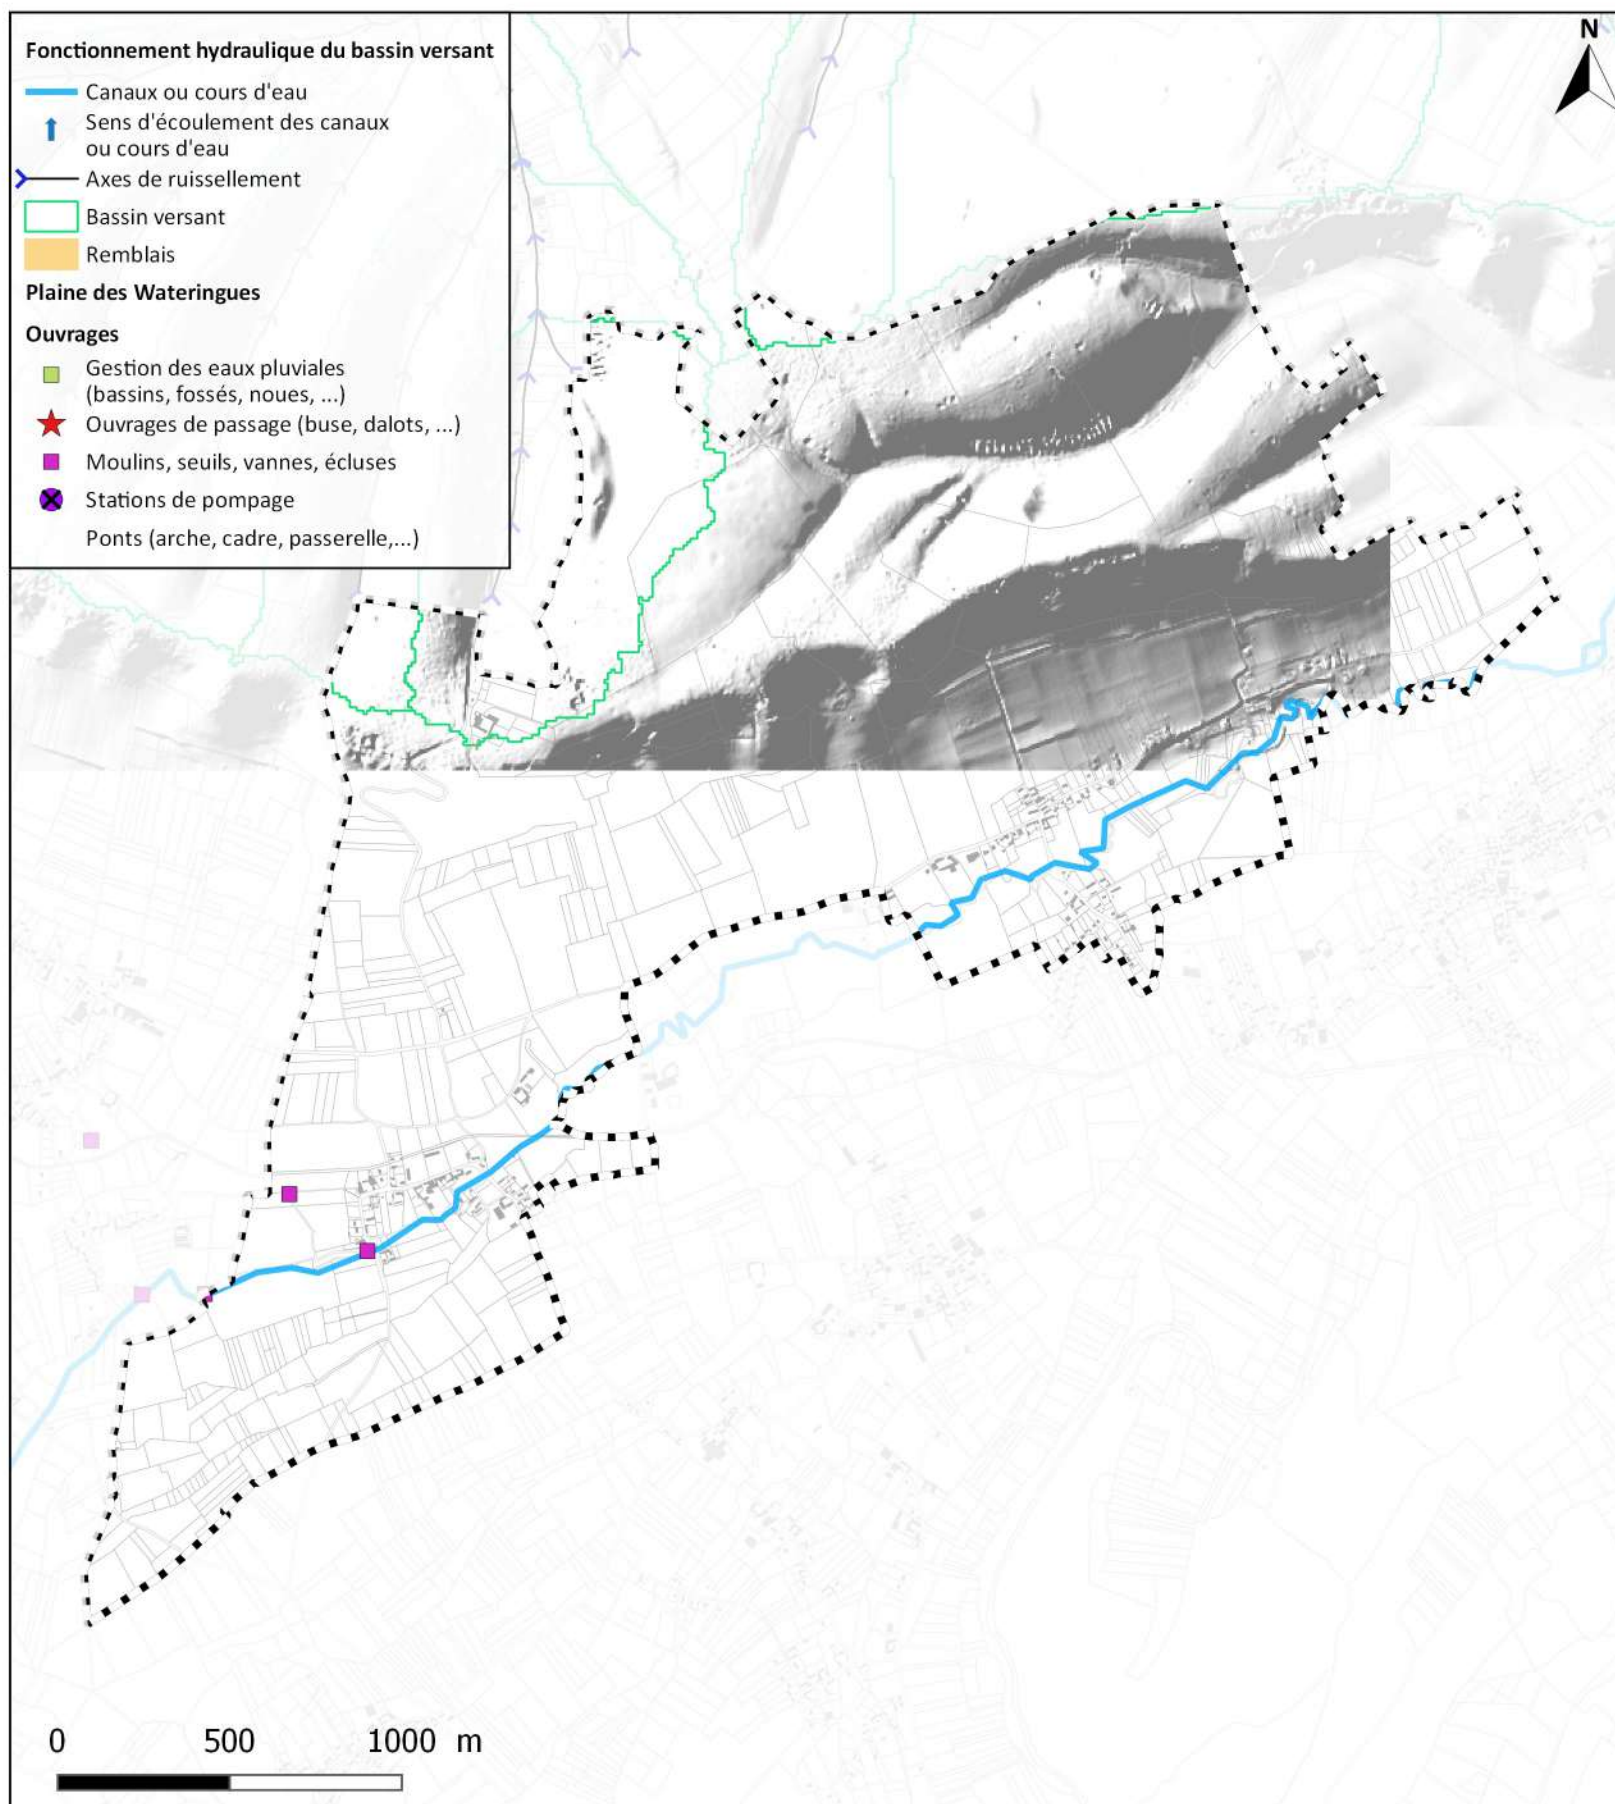 Fonctionnement hydraulique du bassin versant
Canaux ou cours d'eau
Sens d'écoulement des canaux
ou cours d'eau
Axes de ruissellement
Bassin versant
Remblais
Plaine des Wateringues
Ouvrages
Gestion des eaux pluviales
(bassins, fossés, noues, ...)
Ouvrages de passage (buse, dalots, ...)
Moulins, seuils, vannes, écluses
Stations de pompage
Ponts (arche, cadre, passerelle,...)
N
0 500 1000 m